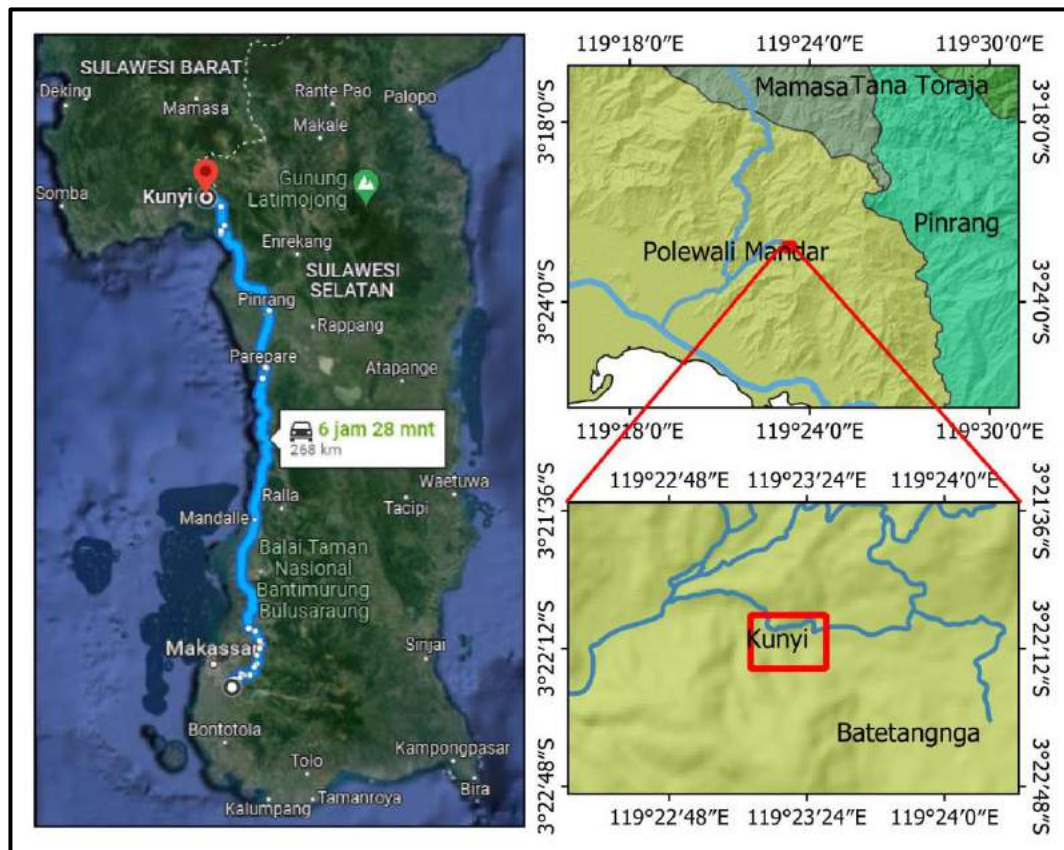 SULAWESI BARAT
Deking
Mamasa
Rante Pao
Palopo
Makale
Somba
Kunyi
Gunung
Latimojong
Enrekang
SULAWESI
SELATAN
Pinrang
Rappang
Parepare
Atapange
6 jam 28 mnt
268 km
Waetuwa
Ralla
Tacipi
Mandalle
Balai Taman
Nasional
Bantimurung
Bulusaraung
Makassar
Sinjai
Bontotola
Kampongpasar
Tolo
Bira
Kalumpang
Tamanroya
119°18'0"E
119°24'0"E
119°30'0"E
3°18'0"S
3°18'0"S
Mamasa
Tana Toraja
Pinrang
Polewali Mandar
3°24'0"S
3°24'0"S
119°18'0"E
119°24'0"E
119°30'0"E
119°22'48"E
119°23'24"E
119°24'0"E
3°21'36"S
3°21'36"S
Kunyi
3°22'12"S
3°22'12"S
Batetangnga
3°22'48"S
3°22'48"S
119°22'48"E
119°23'24"E
119°24'0"E